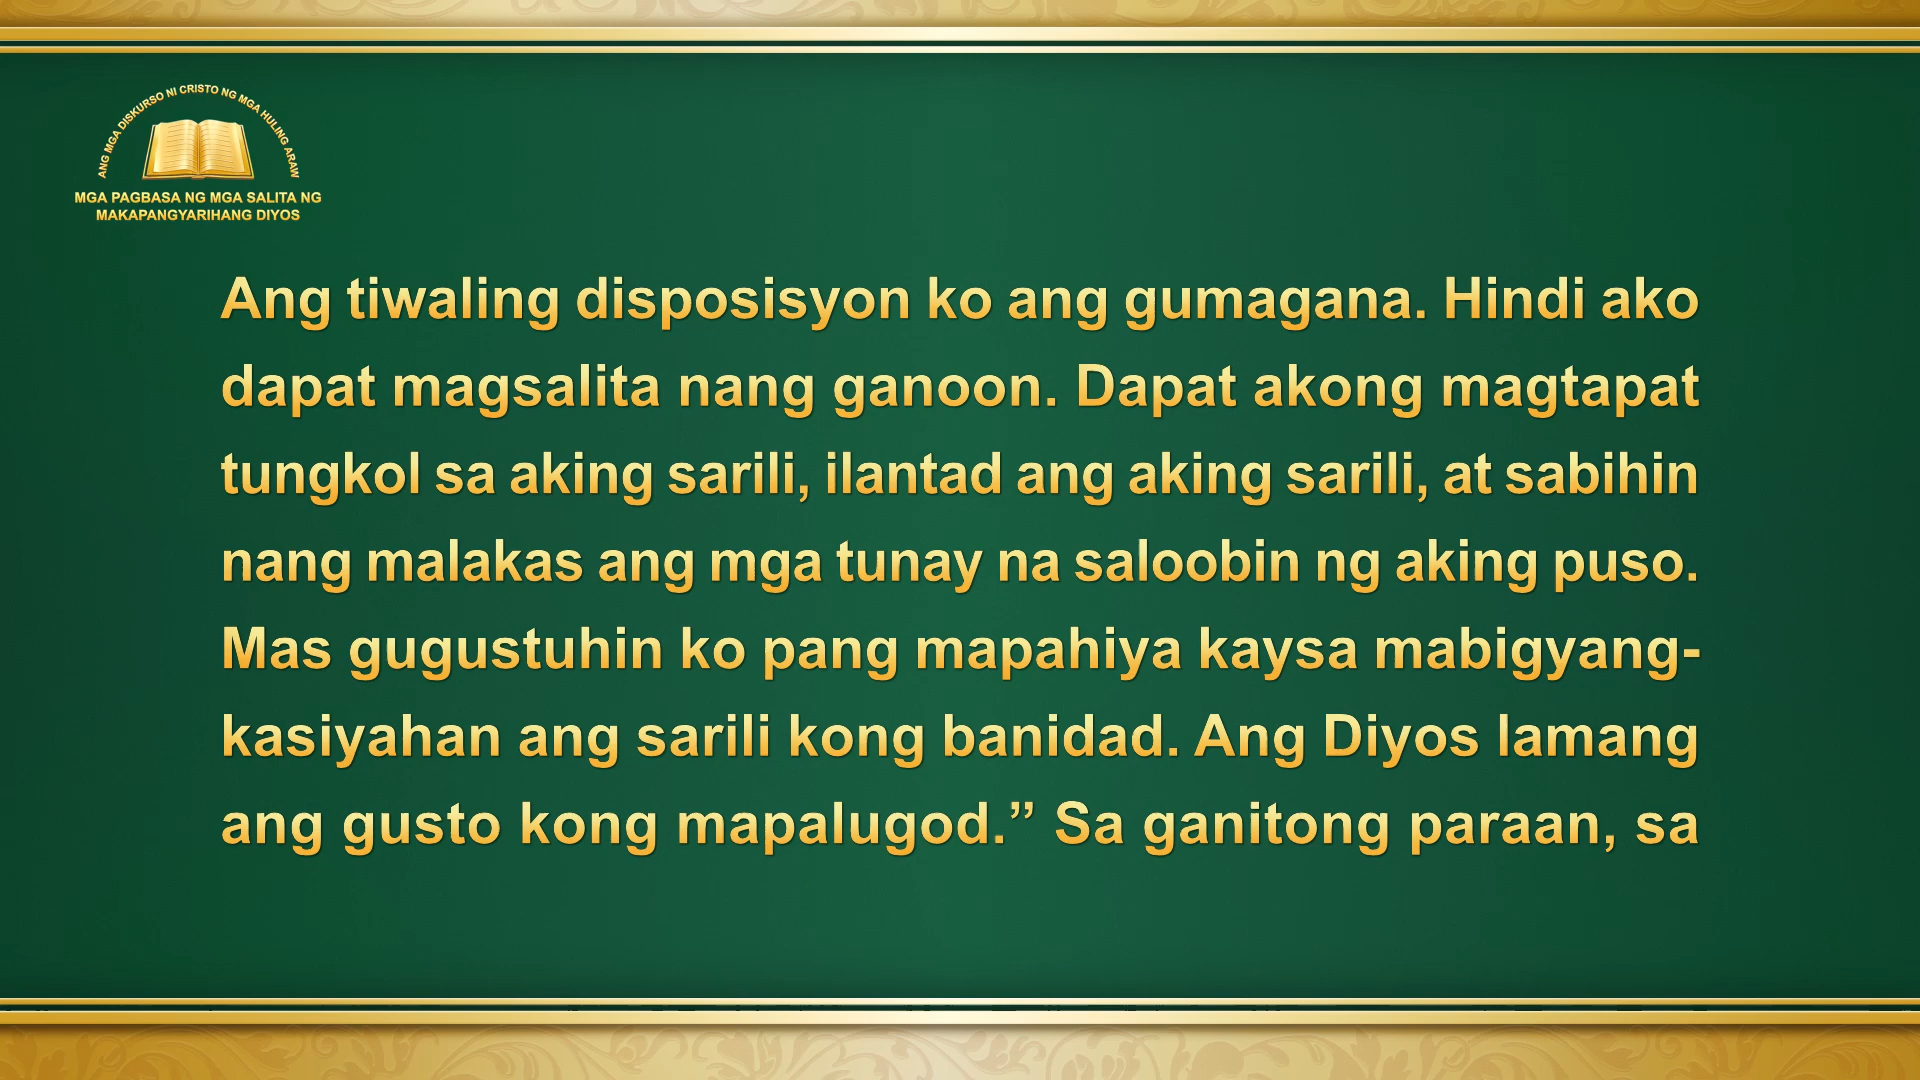 ANG MGA DISKURSO NI CRISTO NG MGA HULING ARAW
MGA PAGBASA NG MGA SALITA NG
MAKAPANGYARIHANG DIYOS
Ang tiwaling disposisyon ko ang gumagana. Hindi ako
dapat magsalita nang ganoon. Dapat akong magtapat
tungkol sa aking sarili, ilantad ang aking sarili, at sabihin
nang malakas ang mga tunay na saloobin ng aking puso.
Mas gugustuhin ko pang mapahiya kaysa mabigyang-
kasiyahan ang sarili kong banidad. Ang Diyos lamang
ang gusto kong mapalugod.” Sa ganitong paraan, sa